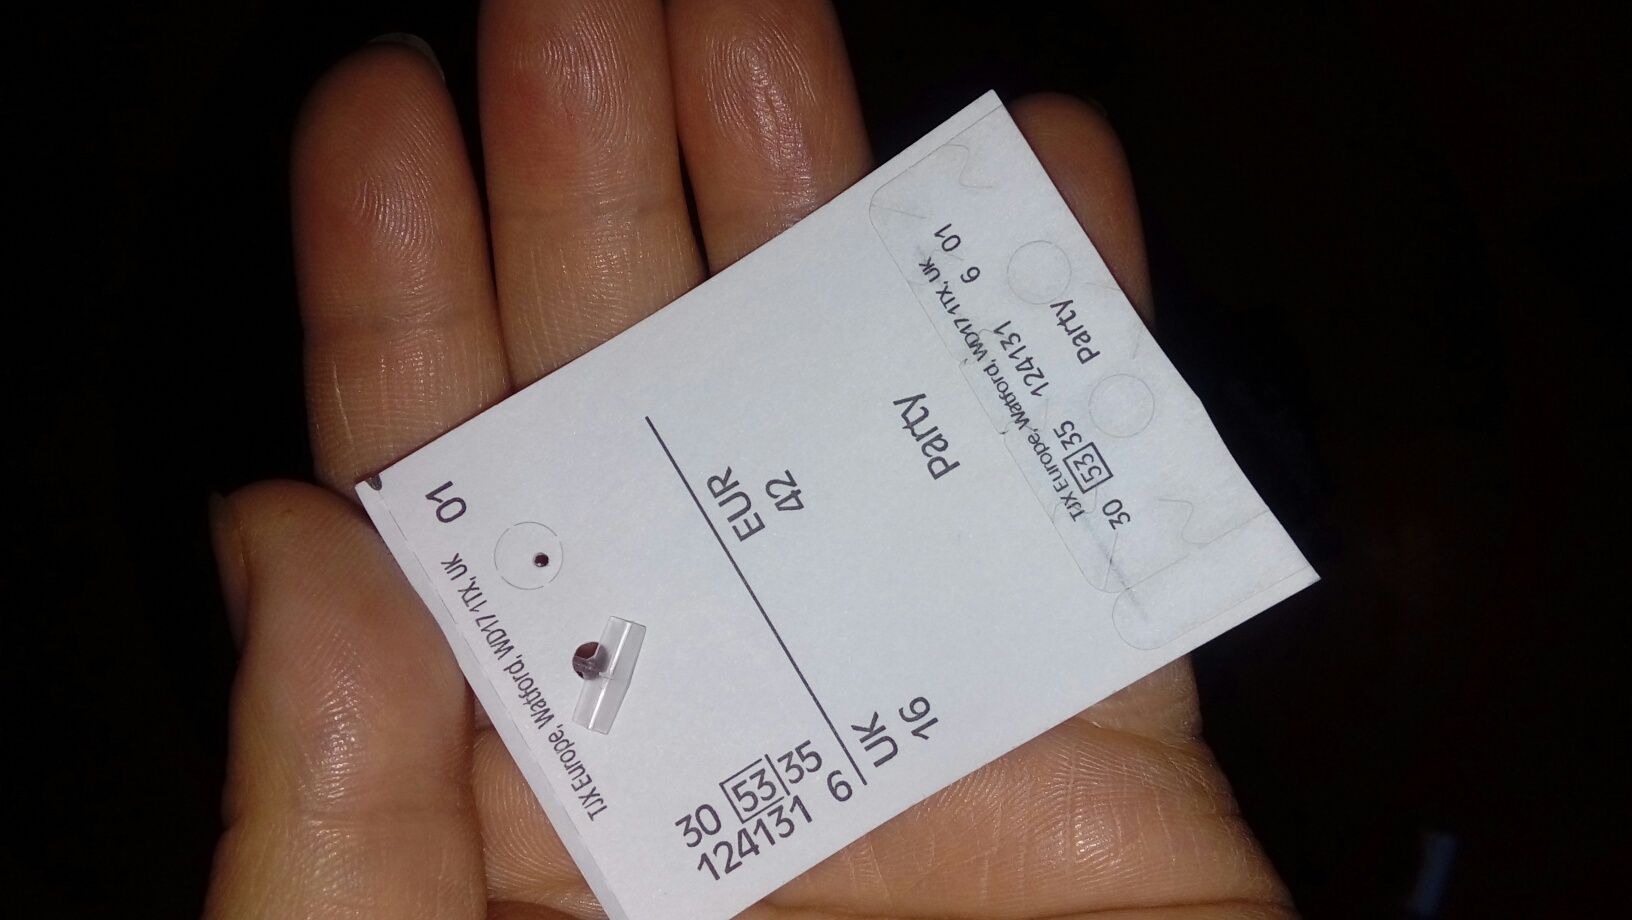 TJX Europe, Watford, WD17 1TX, UK 01
30 53 35
124131 6
UK EUR
16 42
Party
TJX Europe, Watford, WD17 1TX, UK
30 53 35 124131 6 01
Party